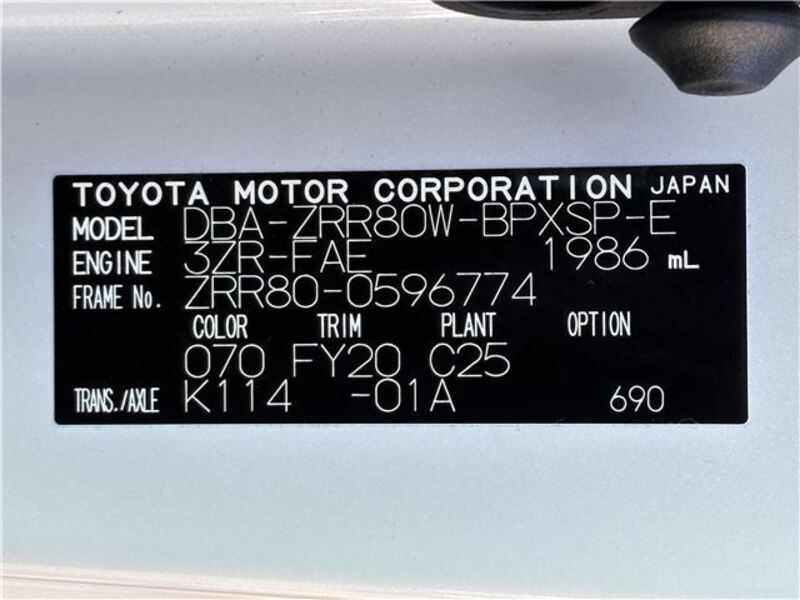 TOYOTA MOTOR CORPORATION JAPAN
MODEL DBA-ZRR80W-BPXSP-E
ENGINE 3ZR-FAE 1986 mL
FRAME No. ZRR80-0596774
COLOR TRIM PLANT OPTION
070 FY20 C25
TRANS./AXLE K114 -01A 690